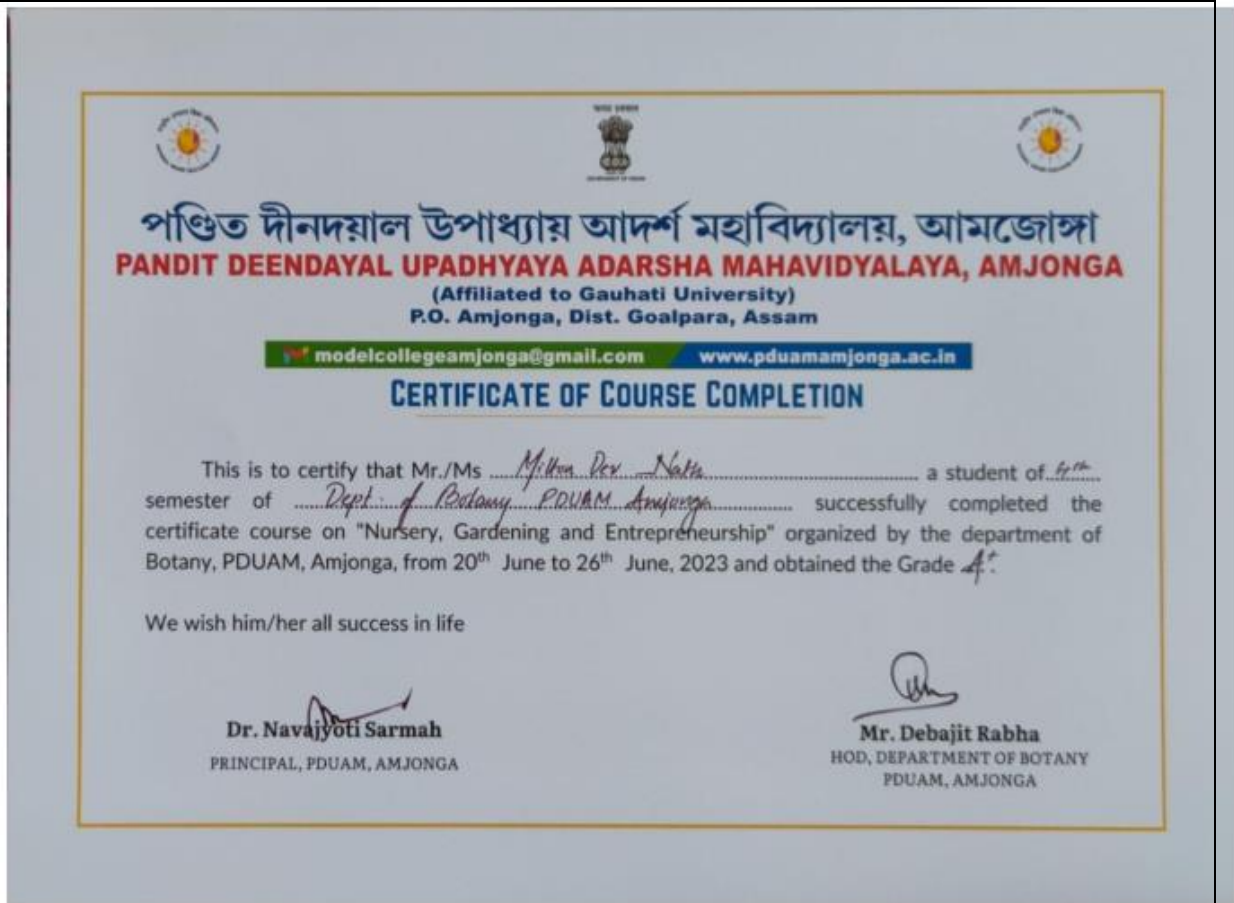 পণ্ডিত দীনদয়াল উপাধ্যায় আদৰ্শ মহাবিদ্যালয়, আমজোঙ্গা
PANDIT DEENDAYAL UPADHYAYA ADARSHA MAHAVIDYALAYA, AMJONGA
(Affiliated to Gauhati University)
P.O. Amjonga, Dist. Goalpara, Assam
modelcollegeamjonga@gmail.com www.pduamamjonga.ac.in
CERTIFICATE OF COURSE COMPLETION
This is to certify that Mr./Ms ..... Milton Dev Nath ..... a student of 4th
semester of ..... Dept. of Botany PDUAM Amjonga ..... successfully completed the
certificate course on "Nursery, Gardening and Entrepreneurship" organized by the department of
Botany, PDUAM, Amjonga, from 20th June to 26th June, 2023 and obtained the Grade A+.
We wish him/her all success in life
Dr. Navajyoti Sarmah
PRINCIPAL, PDUAM, AMJONGA
Mr. Debajit Rabha
HOD, DEPARTMENT OF BOTANY
PDUAM, AMJONGA